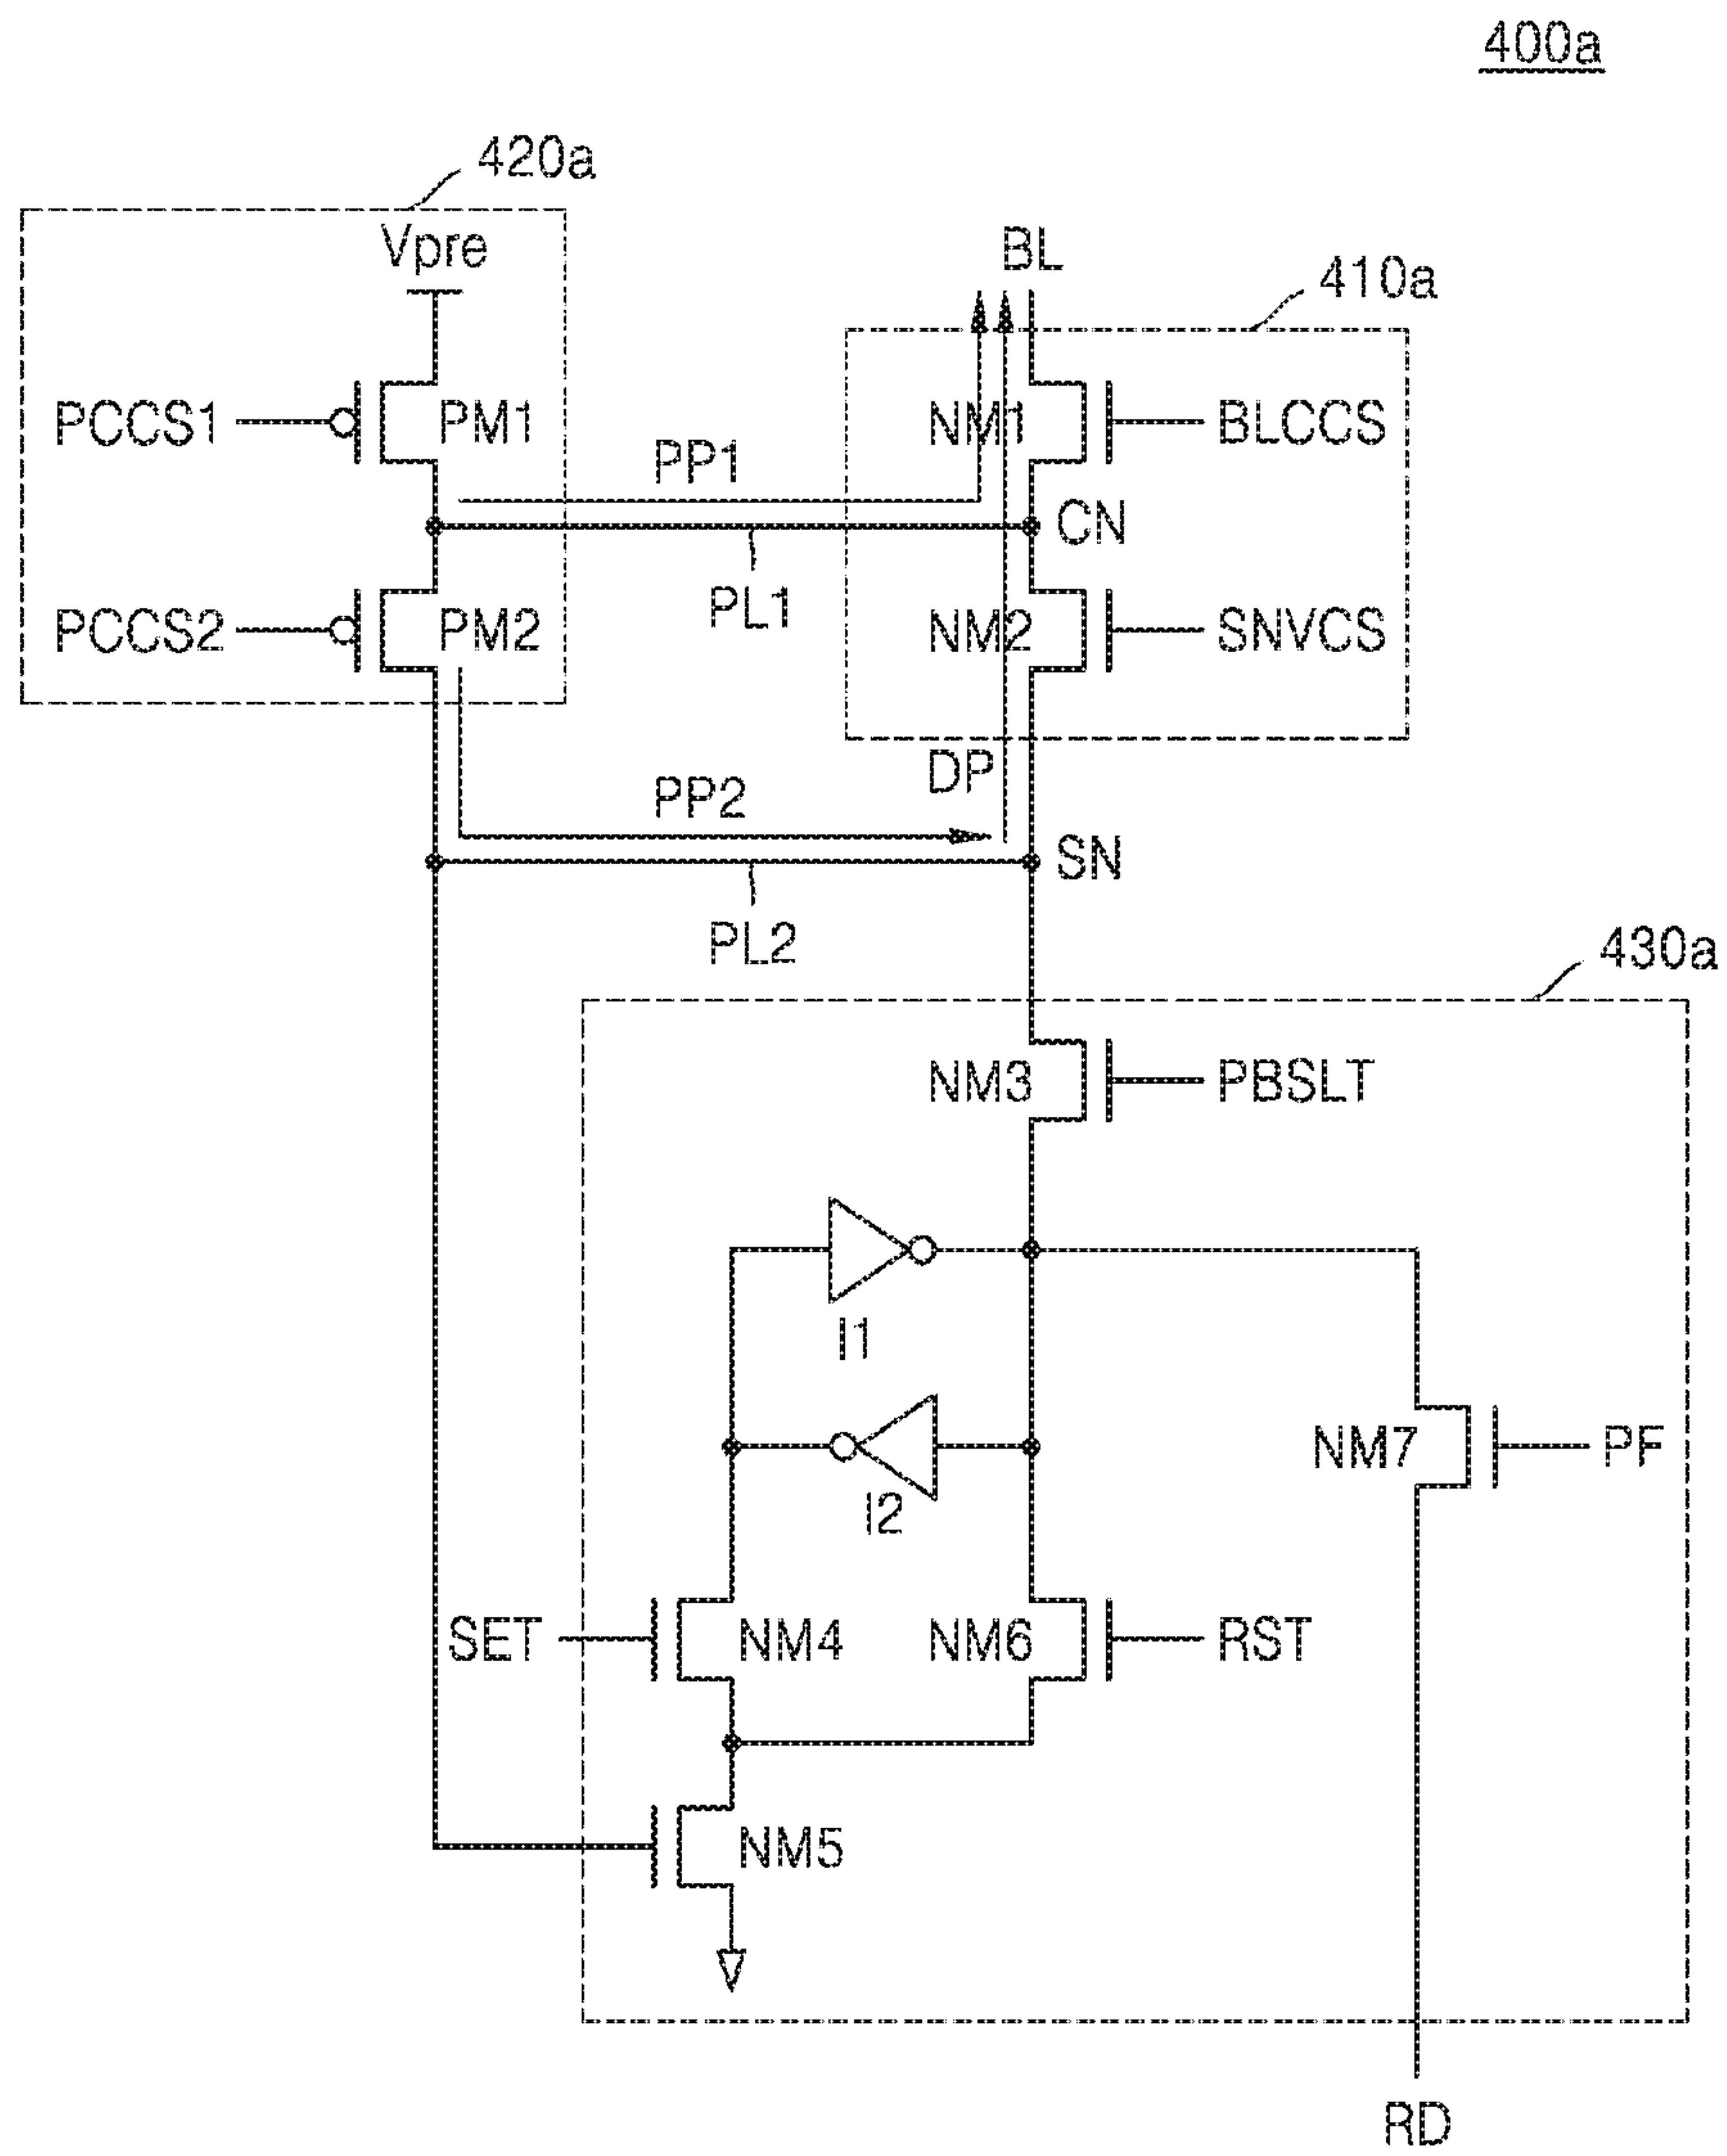 400a
420a
Vpre
BL
410a
PCCS1
PM1
PP1
NM1
BLCCS
CN
PL1
PCCS2
PM2
NM2
SNVCS
PP2
DP
SN
PL2
430a
NM3
PBSLT
I1
NM7
PF
I2
SET
NM4
NM6
RST
NM5
RD